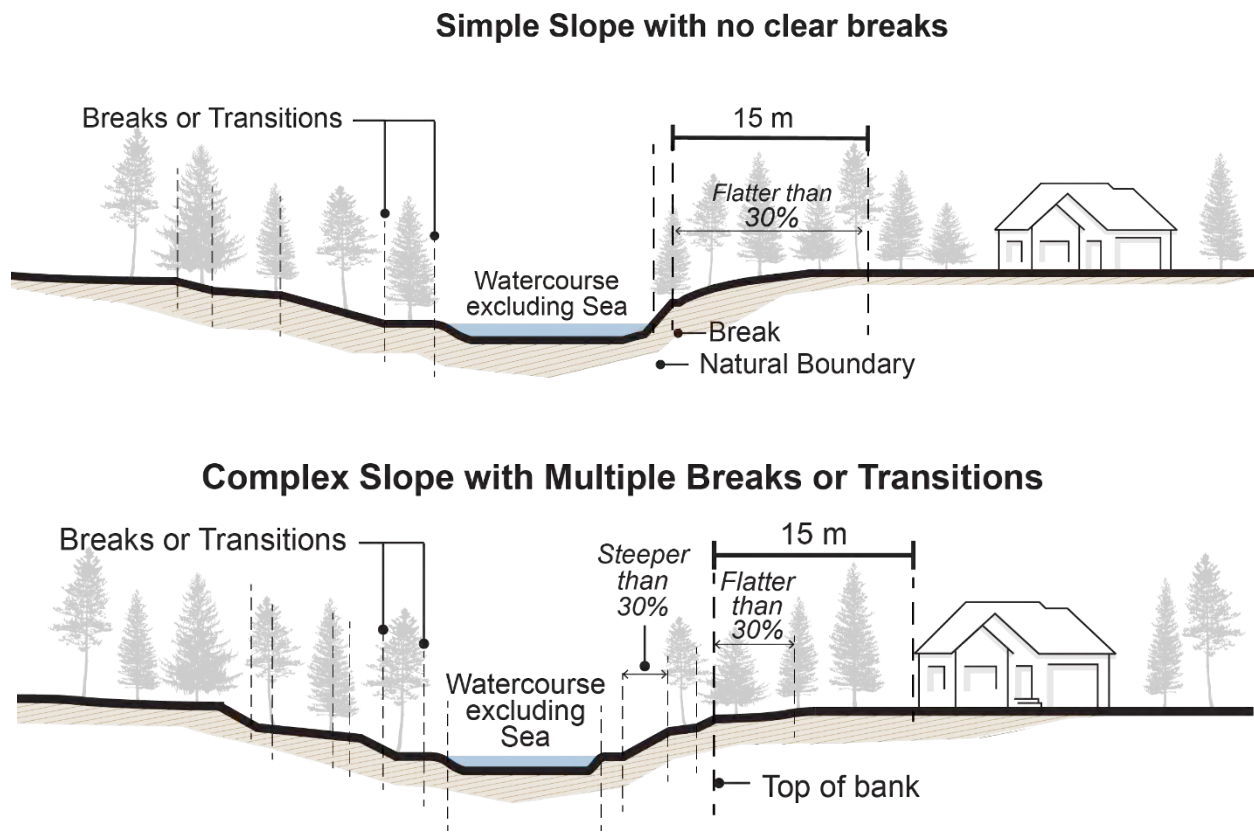 Simple Slope with no clear breaks
Breaks or Transitions
15 m
Flatter than
30%
Watercourse
excluding Sea
Break
Natural Boundary
Complex Slope with Multiple Breaks or Transitions
Breaks or Transitions
15 m
Steeper
than
30%
Flatter
than
30%
Watercourse
excluding
Sea
Top of bank